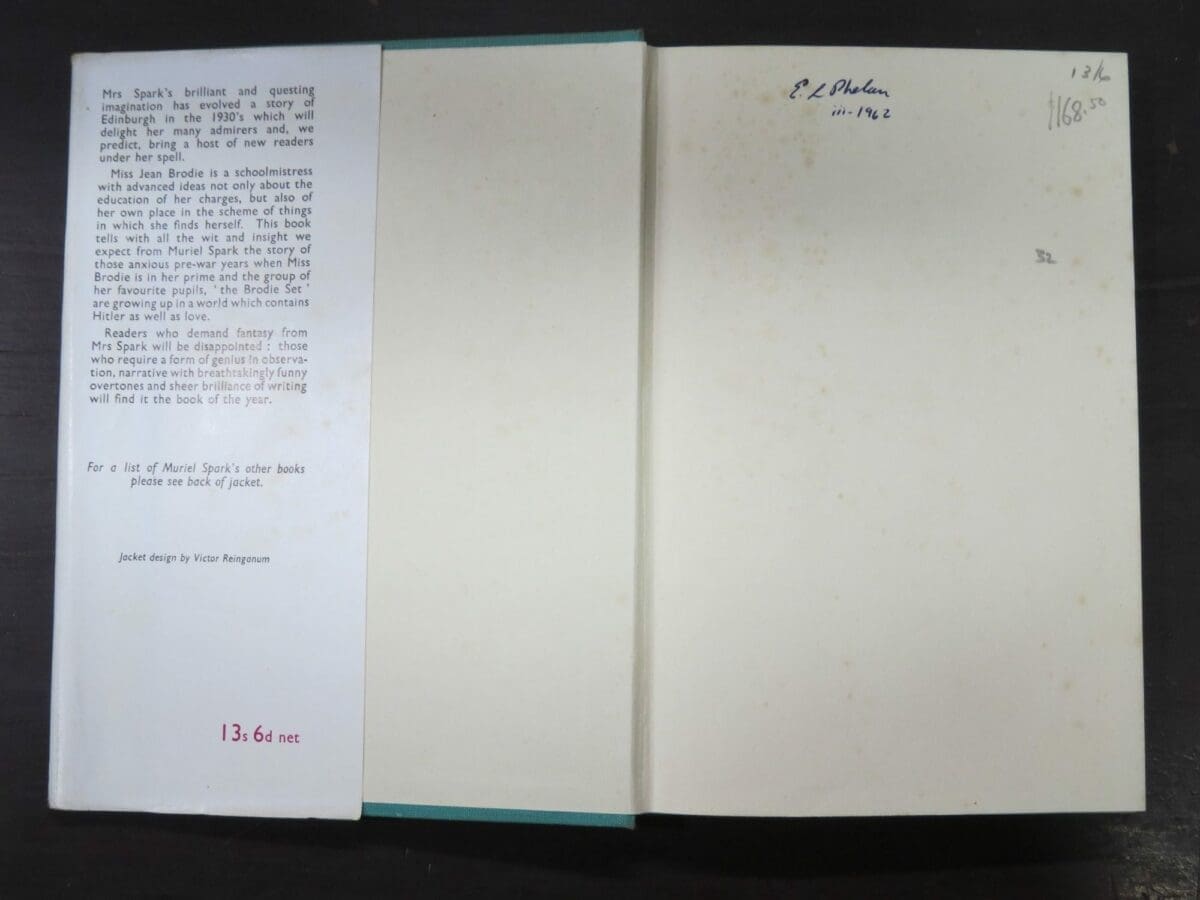 Mrs Spark's brilliant and questing
imagination has evolved a story of
Edinburgh in the 1930's which will
delight her many admirers and, we
predict, bring a host of new readers
under her spell.
Miss Jean Brodie is a schoolmistress
with advanced ideas not only about the
education of her charges, but also of
her own place in the scheme of things
in which she finds herself. This book
tells with all the wit and insight we
expect from Muriel Spark the story of
those anxious pre-war years when Miss
Brodie is in her prime and the group of
her favourite pupils, ' the Brodie Set '
are growing up in a world which contains
Hitler as well as love.
Readers who demand fantasy from
Mrs Spark will be disappointed : those
who require a form of genius in observa-
tion, narrative with breathtakingly funny
overtones and sheer brilliance of writing
will find it the book of the year.
For a list of Muriel Spark's other books
please see back of jacket.
Jacket design by Victor Reinganum
13s 6d net
E. L Phelan
iii-1962
13/6
$168.50
32